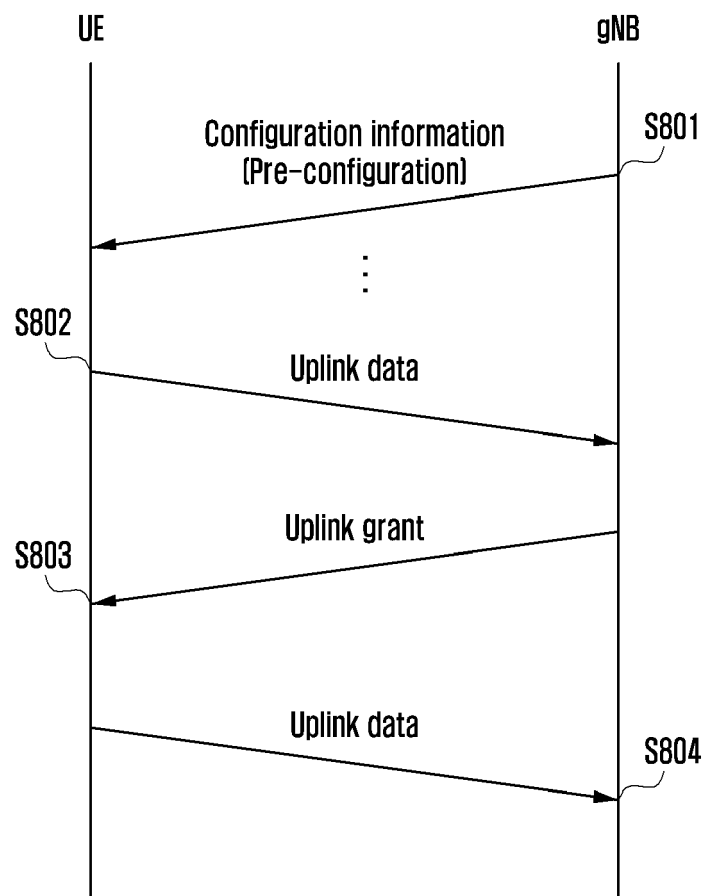 UE
gNB
S801
Configuration information
(Pre-configuration)
S802
Uplink data
Uplink grant
S803
Uplink data
S804